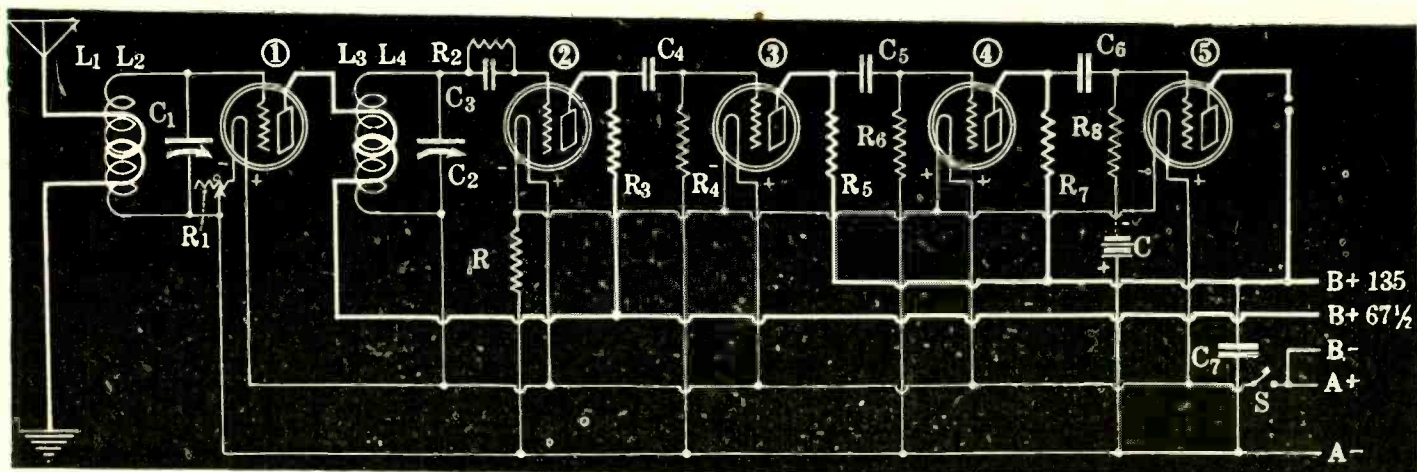 L1 L2 ① L3 L4 R2 ② C4 ③ C5 ④ C6 ⑤
C1 C3
- + C2 - + R3 R4 - + R5 R6 + + R7 R8 - +
R1
R - C +
B+ 135
B+ 67½
C7 B-
S A+
A-